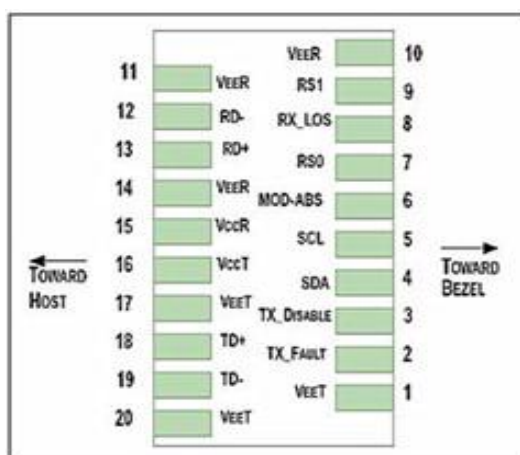 VEER 10
11 VEER
RS1 9
12 RD-
RX_LOS 8
13 RD+
RS0 7
14 VEER
MOD-ABS 6
15 VCCR
SCL 5
16 VCCT
SDA 4
17 VEET
TX_DISABLE 3
18 TD+
TX_FAULT 2
19 TD-
VEET 1
20 VEET
TOWARD
HOST
TOWARD
BEZEL